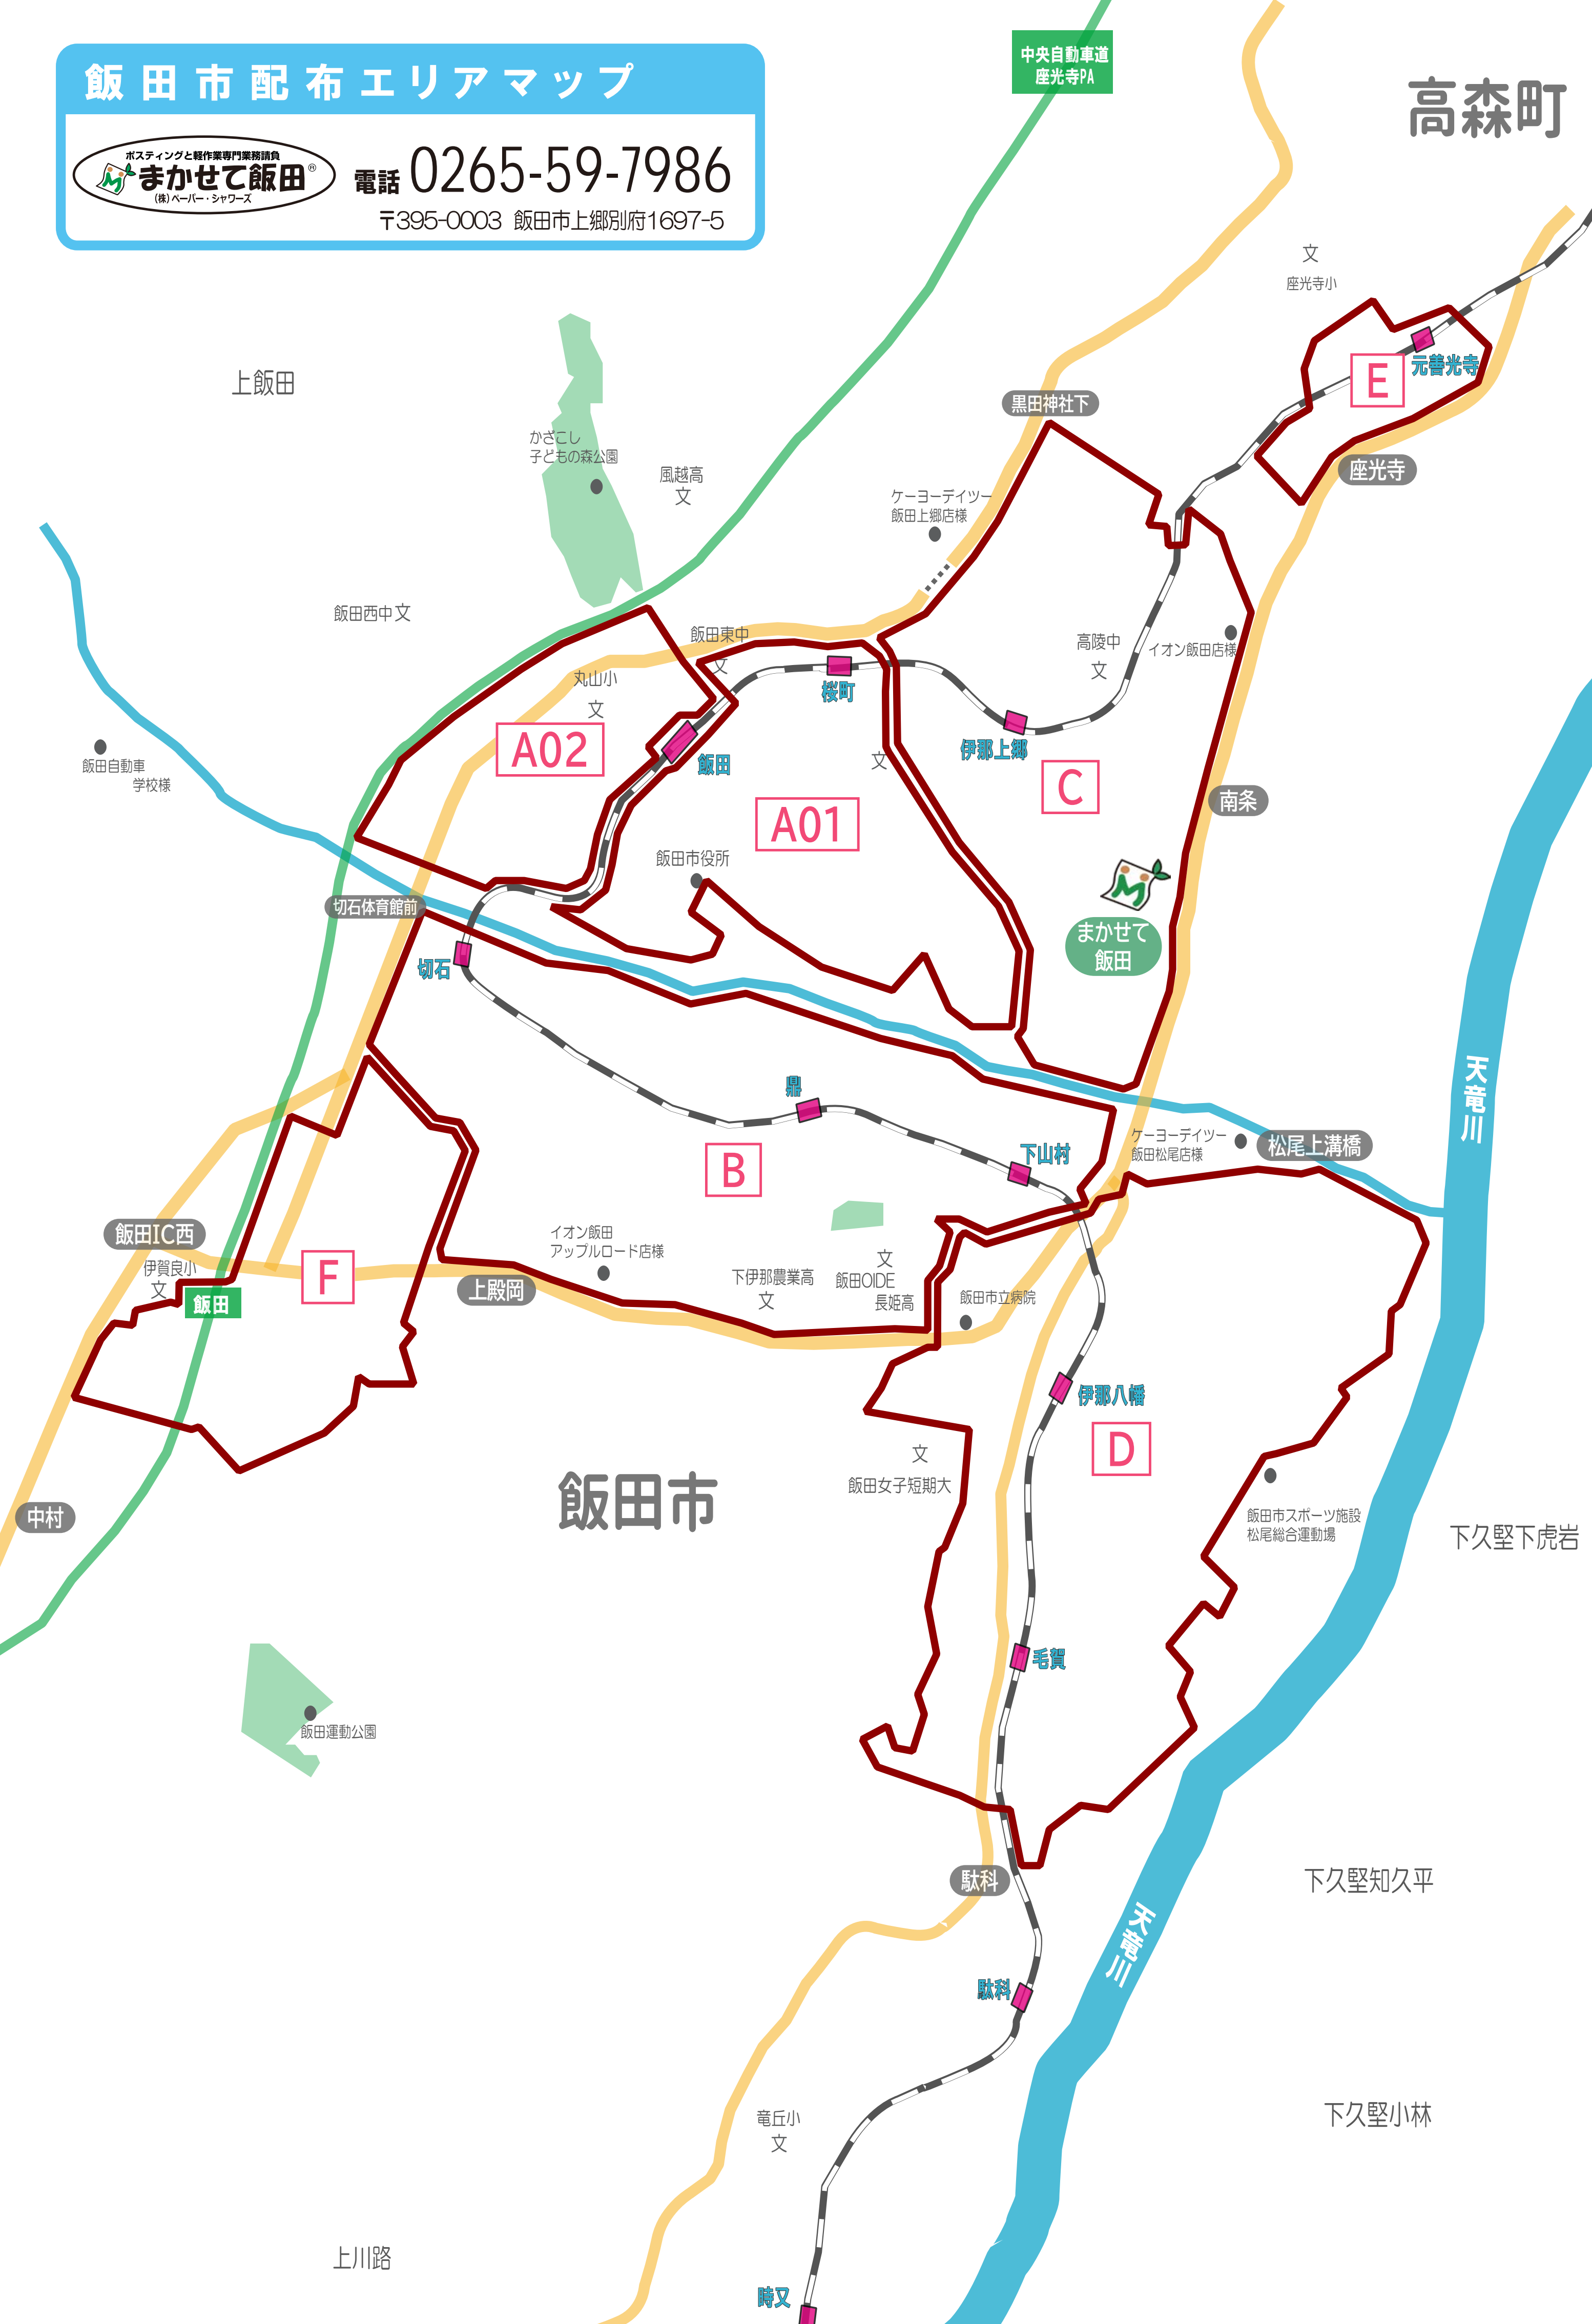 飯田市配布エリアマップ
ポスティングと軽作業専門業務請負
まかせて飯田®
(株)ペーパー・シャワーズ
電話 0265-59-7986
〒395-0003 飯田市上郷別府1697-5
中央自動車道
座光寺PA
高森町
文
座光寺小
元善光寺
E
上飯田
黒田神社下
座光寺
かざこし
子どもの森公園
風越高
文
ケーヨーデイツー
飯田上郷店様
飯田西中文
飯田東中
文
高陵中
文
イオン飯田店様
丸山小
文
桜町
伊那上郷
A02
飯田
文
C
飯田自動車
学校様
南条
A01
飯田市役所
切石体育館前
まかせて
飯田
切石
天竜川
鼎
下山村
B
ケーヨーデイツー
飯田松尾店様
松尾上溝橋
飯田IC西
伊賀良小
文
飯田
F
イオン飯田
アップルロード店様
上殿岡
下伊那農業高
文
文
飯田OIDE
長姫高
飯田市立病院
伊那八幡
D
文
飯田女子短期大
飯田市
中村
飯田市スポーツ施設
松尾総合運動場
下久堅下虎岩
毛賀
飯田運動公園
駄科
下久堅知久平
天竜川
駄科
竜丘小
文
下久堅小林
上川路
時又